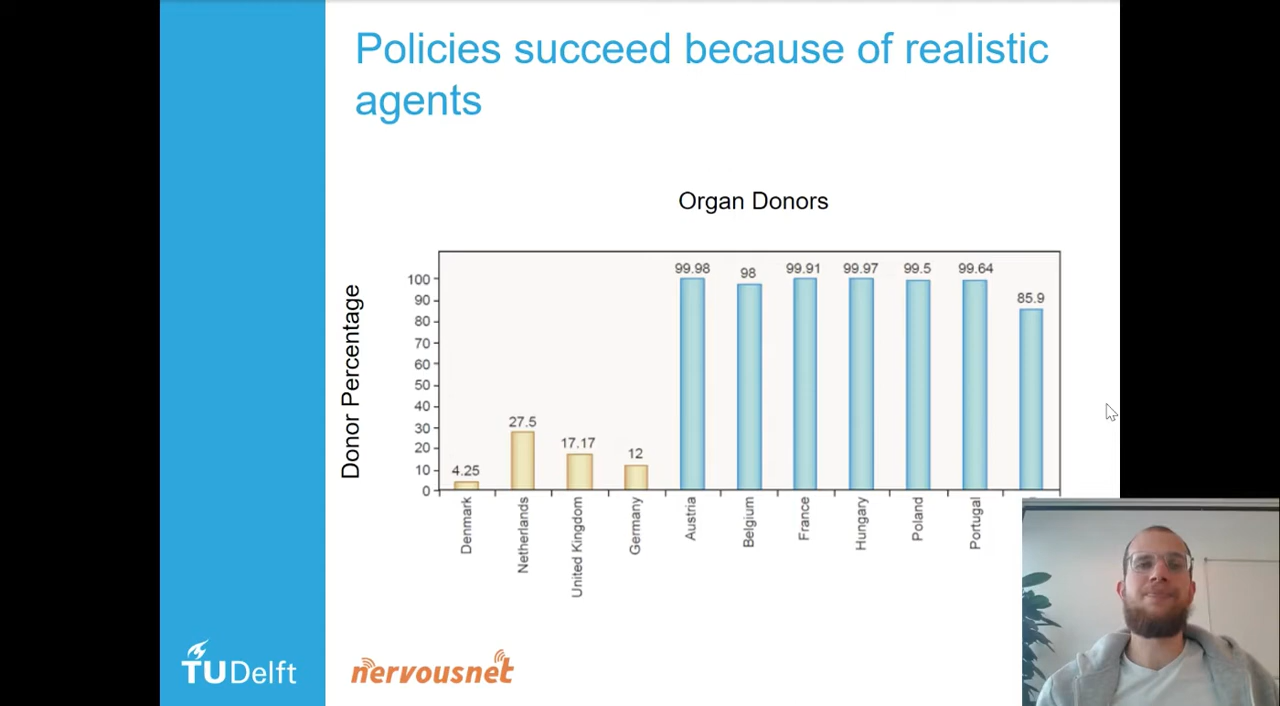 Policies succeed because of realistic
agents
Organ Donors
Donor Percentage
100
90
80
70
60
50
40
30
20
10
0
4.25
27.5
17.17
12
99.98
98
99.91
99.97
99.5
99.64
85.9
Denmark
Netherlands
United Kingdom
Germany
Austria
Belgium
France
Hungary
Poland
Portugal
TUDelft
nervousnet